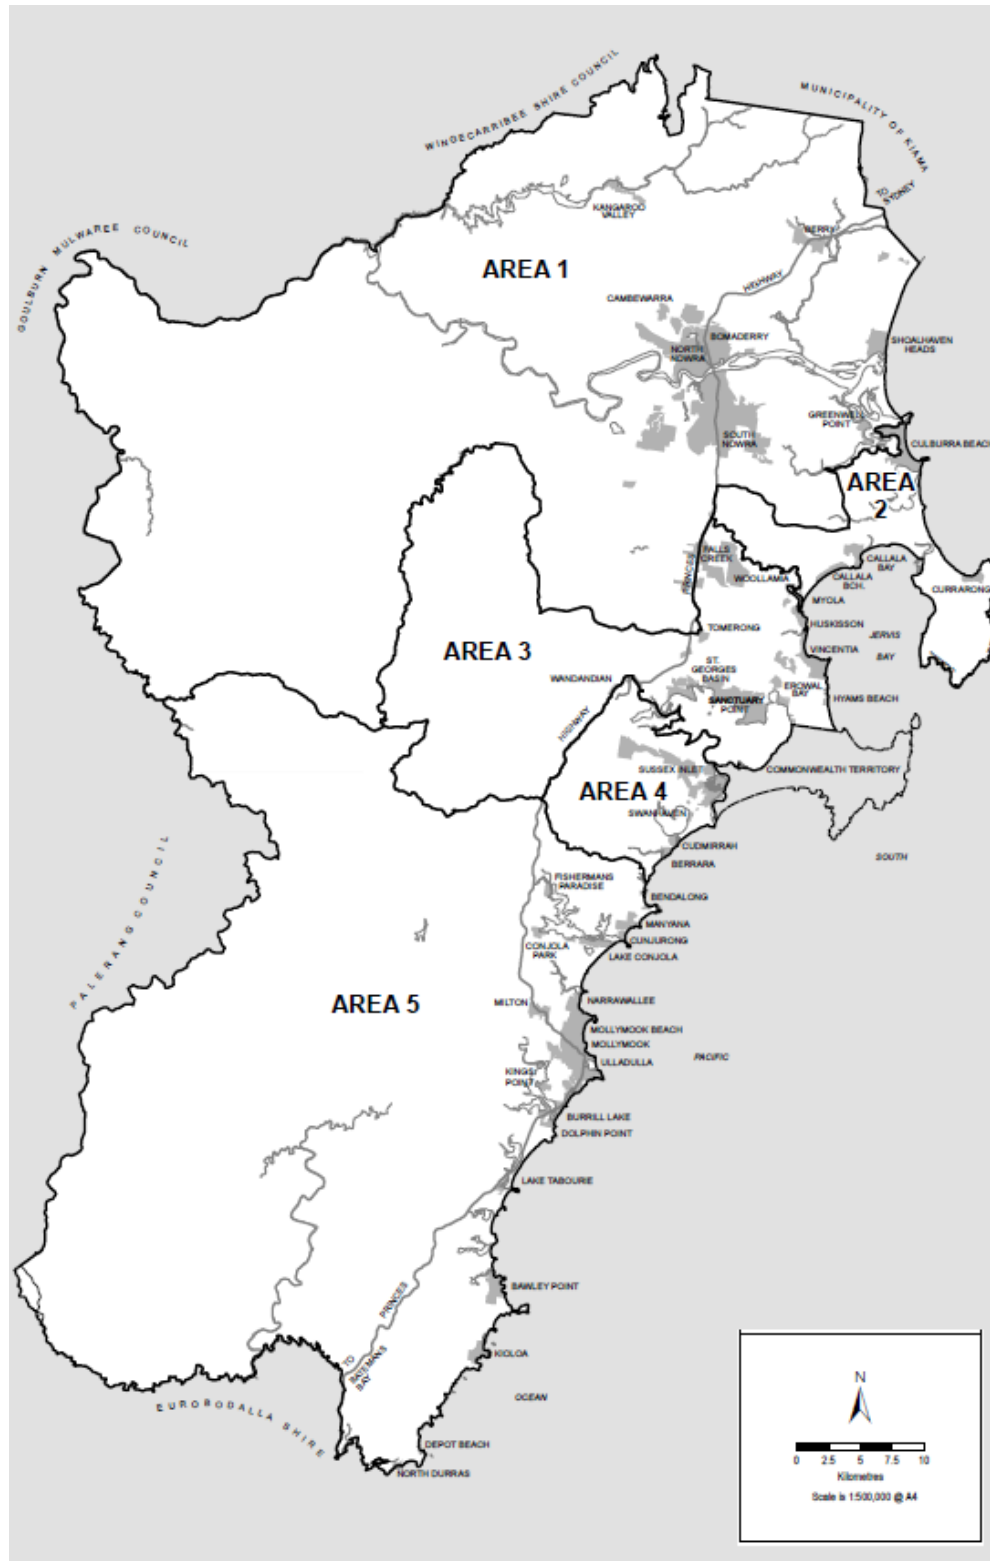 WINGECARRIBEE SHIRE COUNCIL
MUNICIPALITY OF KIAMA
TO
SYDNEY
KANGAROO
VALLEY
BERRY
GOULBURN MULWAREE COUNCIL
AREA 1
HIGHWAY
CAMBEWARRA
BOMADERRY
NORTH
NOWRA
SHOALHAVEN
HEADS
GREENWELL
POINT
SOUTH
NOWRA
CULBURRA BEACH
AREA
2
PRINCES
FALLS
CREEK
WOOLLAMIA
CALLALA
BAY
CALLALA
BCH.
CURRARONG
MYOLA
HUSKISSON
JERVIS
BAY
TOMERONG
VINCENTIA
AREA 3
WANDANDIAN
ST.
GEORGES
BASIN
SANCTUARY
POINT
EROWAL
BAY
HYAMS BEACH
HIGHWAY
SUSSEX INLET
COMMONWEALTH TERRITORY
AREA 4
SWANHAVEN
CUDMIRRAH
BERRARA
SOUTH
PALERANG COUNCIL
FISHERMANS
PARADISE
BENDALONG
MANYANA
CUNJURONG
CONJOLA
PARK
LAKE CONJOLA
AREA 5
MILTON
NARRAWALLEE
MOLLYMOOK BEACH
MOLLYMOOK
ULLADULLA
PACIFIC
KINGS
POINT
BURRILL LAKE
DOLPHIN POINT
LAKE TABOURIE
BAWLEY POINT
PRINCES
TO
BATEMANS
BAY
KIOLOA
OCEAN
EUROBODALLA SHIRE
DEPOT BEACH
NORTH DURRAS
N
0 2.5 5 7.5 10
Kilometres
Scale is 1:500,000 @ A4